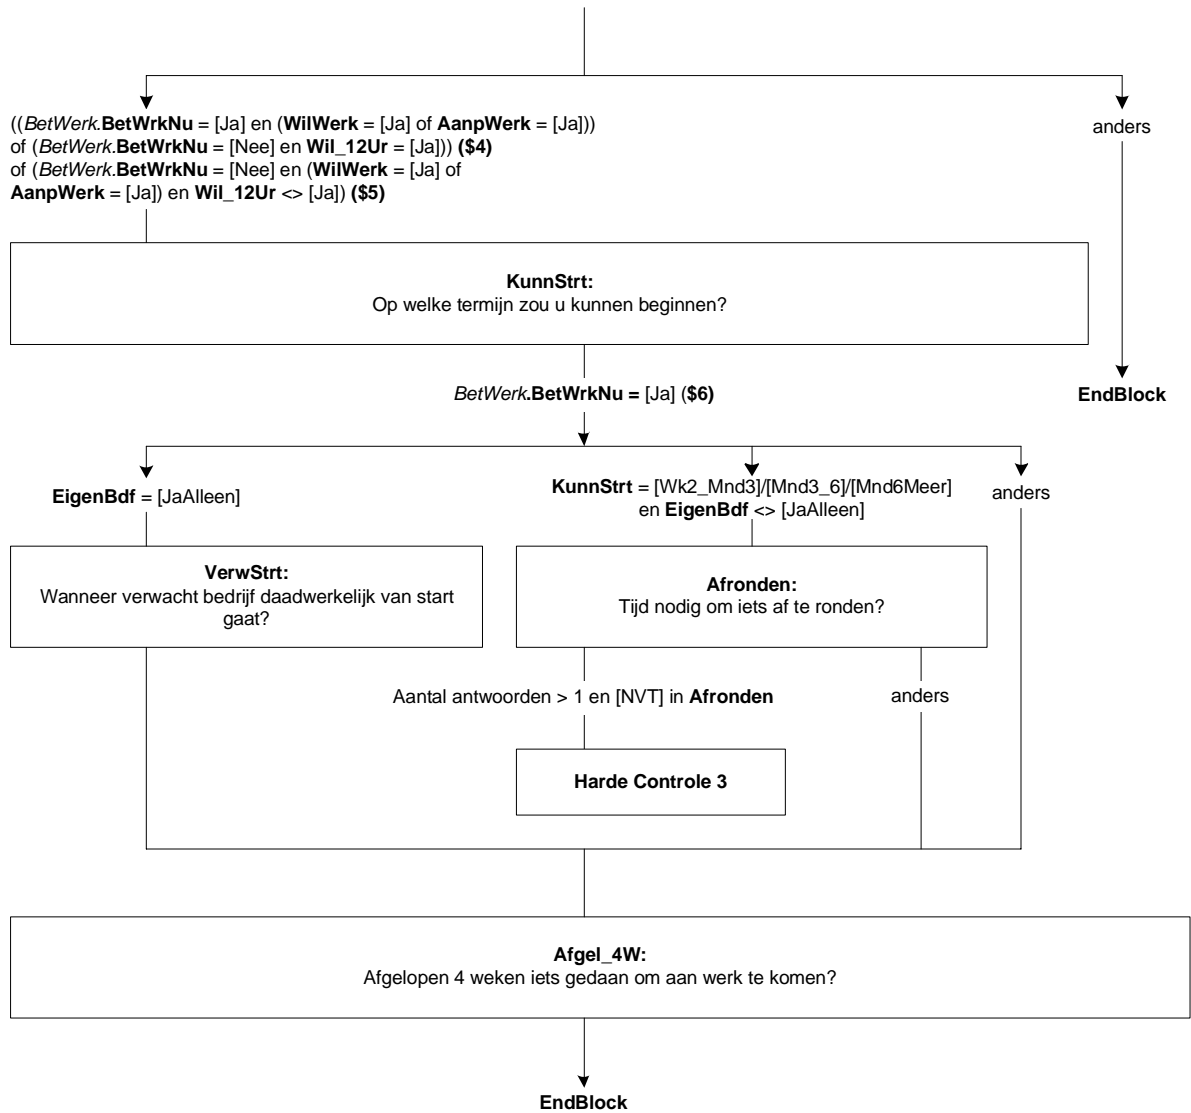 ((BetWerk.BetWrkNu = [Ja] en (WilWerk = [Ja] of AanpWerk = [Ja]))
of (BetWerk.BetWrkNu = [Nee] en Wil_12Ur = [Ja])) ($4)
of (BetWerk.BetWrkNu = [Nee] en (WilWerk = [Ja] of
AanpWerk = [Ja]) en Wil_12Ur <> [Ja]) ($5)
anders
KunnStrt:
Op welke termijn zou u kunnen beginnen?
BetWerk.BetWrkNu = [Ja] ($6)
EndBlock
EigenBdf = [JaAlleen]
KunnStrt = [Wk2_Mnd3]/[Mnd3_6]/[Mnd6Meer]
en EigenBdf <> [JaAlleen]
anders
VerwStrt:
Wanneer verwacht bedrijf daadwerkelijk van start
gaat?
Afronden:
Tijd nodig om iets af te ronden?
Aantal antwoorden > 1 en [NVT] in Afronden
anders
Harde Controle 3
Afgel_4W:
Afgelopen 4 weken iets gedaan om aan werk te komen?
EndBlock